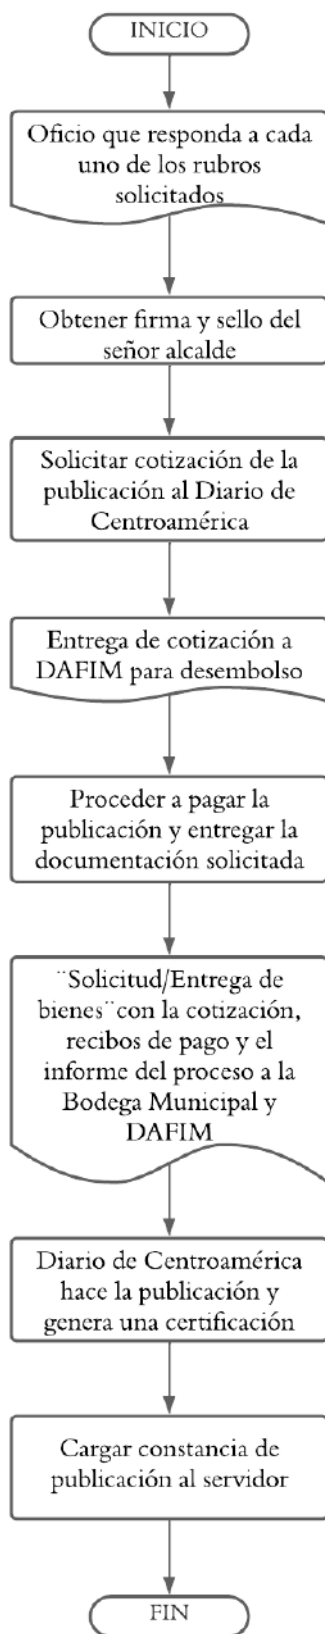 INICIO
Oficio que responda a cada
uno de los rubros
solicitados
Obtener firma y sello del
señor alcalde
Solicitar cotización de la
publicación al Diario de
Centroamérica
Entrega de cotización a
DAFIM para desembolso
Proceder a pagar la
publicación y entregar la
documentación solicitada
¨Solicitud/Entrega de
bienes¨con la cotización,
recibos de pago y el
informe del proceso a la
Bodega Municipal y
DAFIM
Diario de Centroamérica
hace la publicación y
genera una certificación
Cargar constancia de
publicación al servidor
FIN